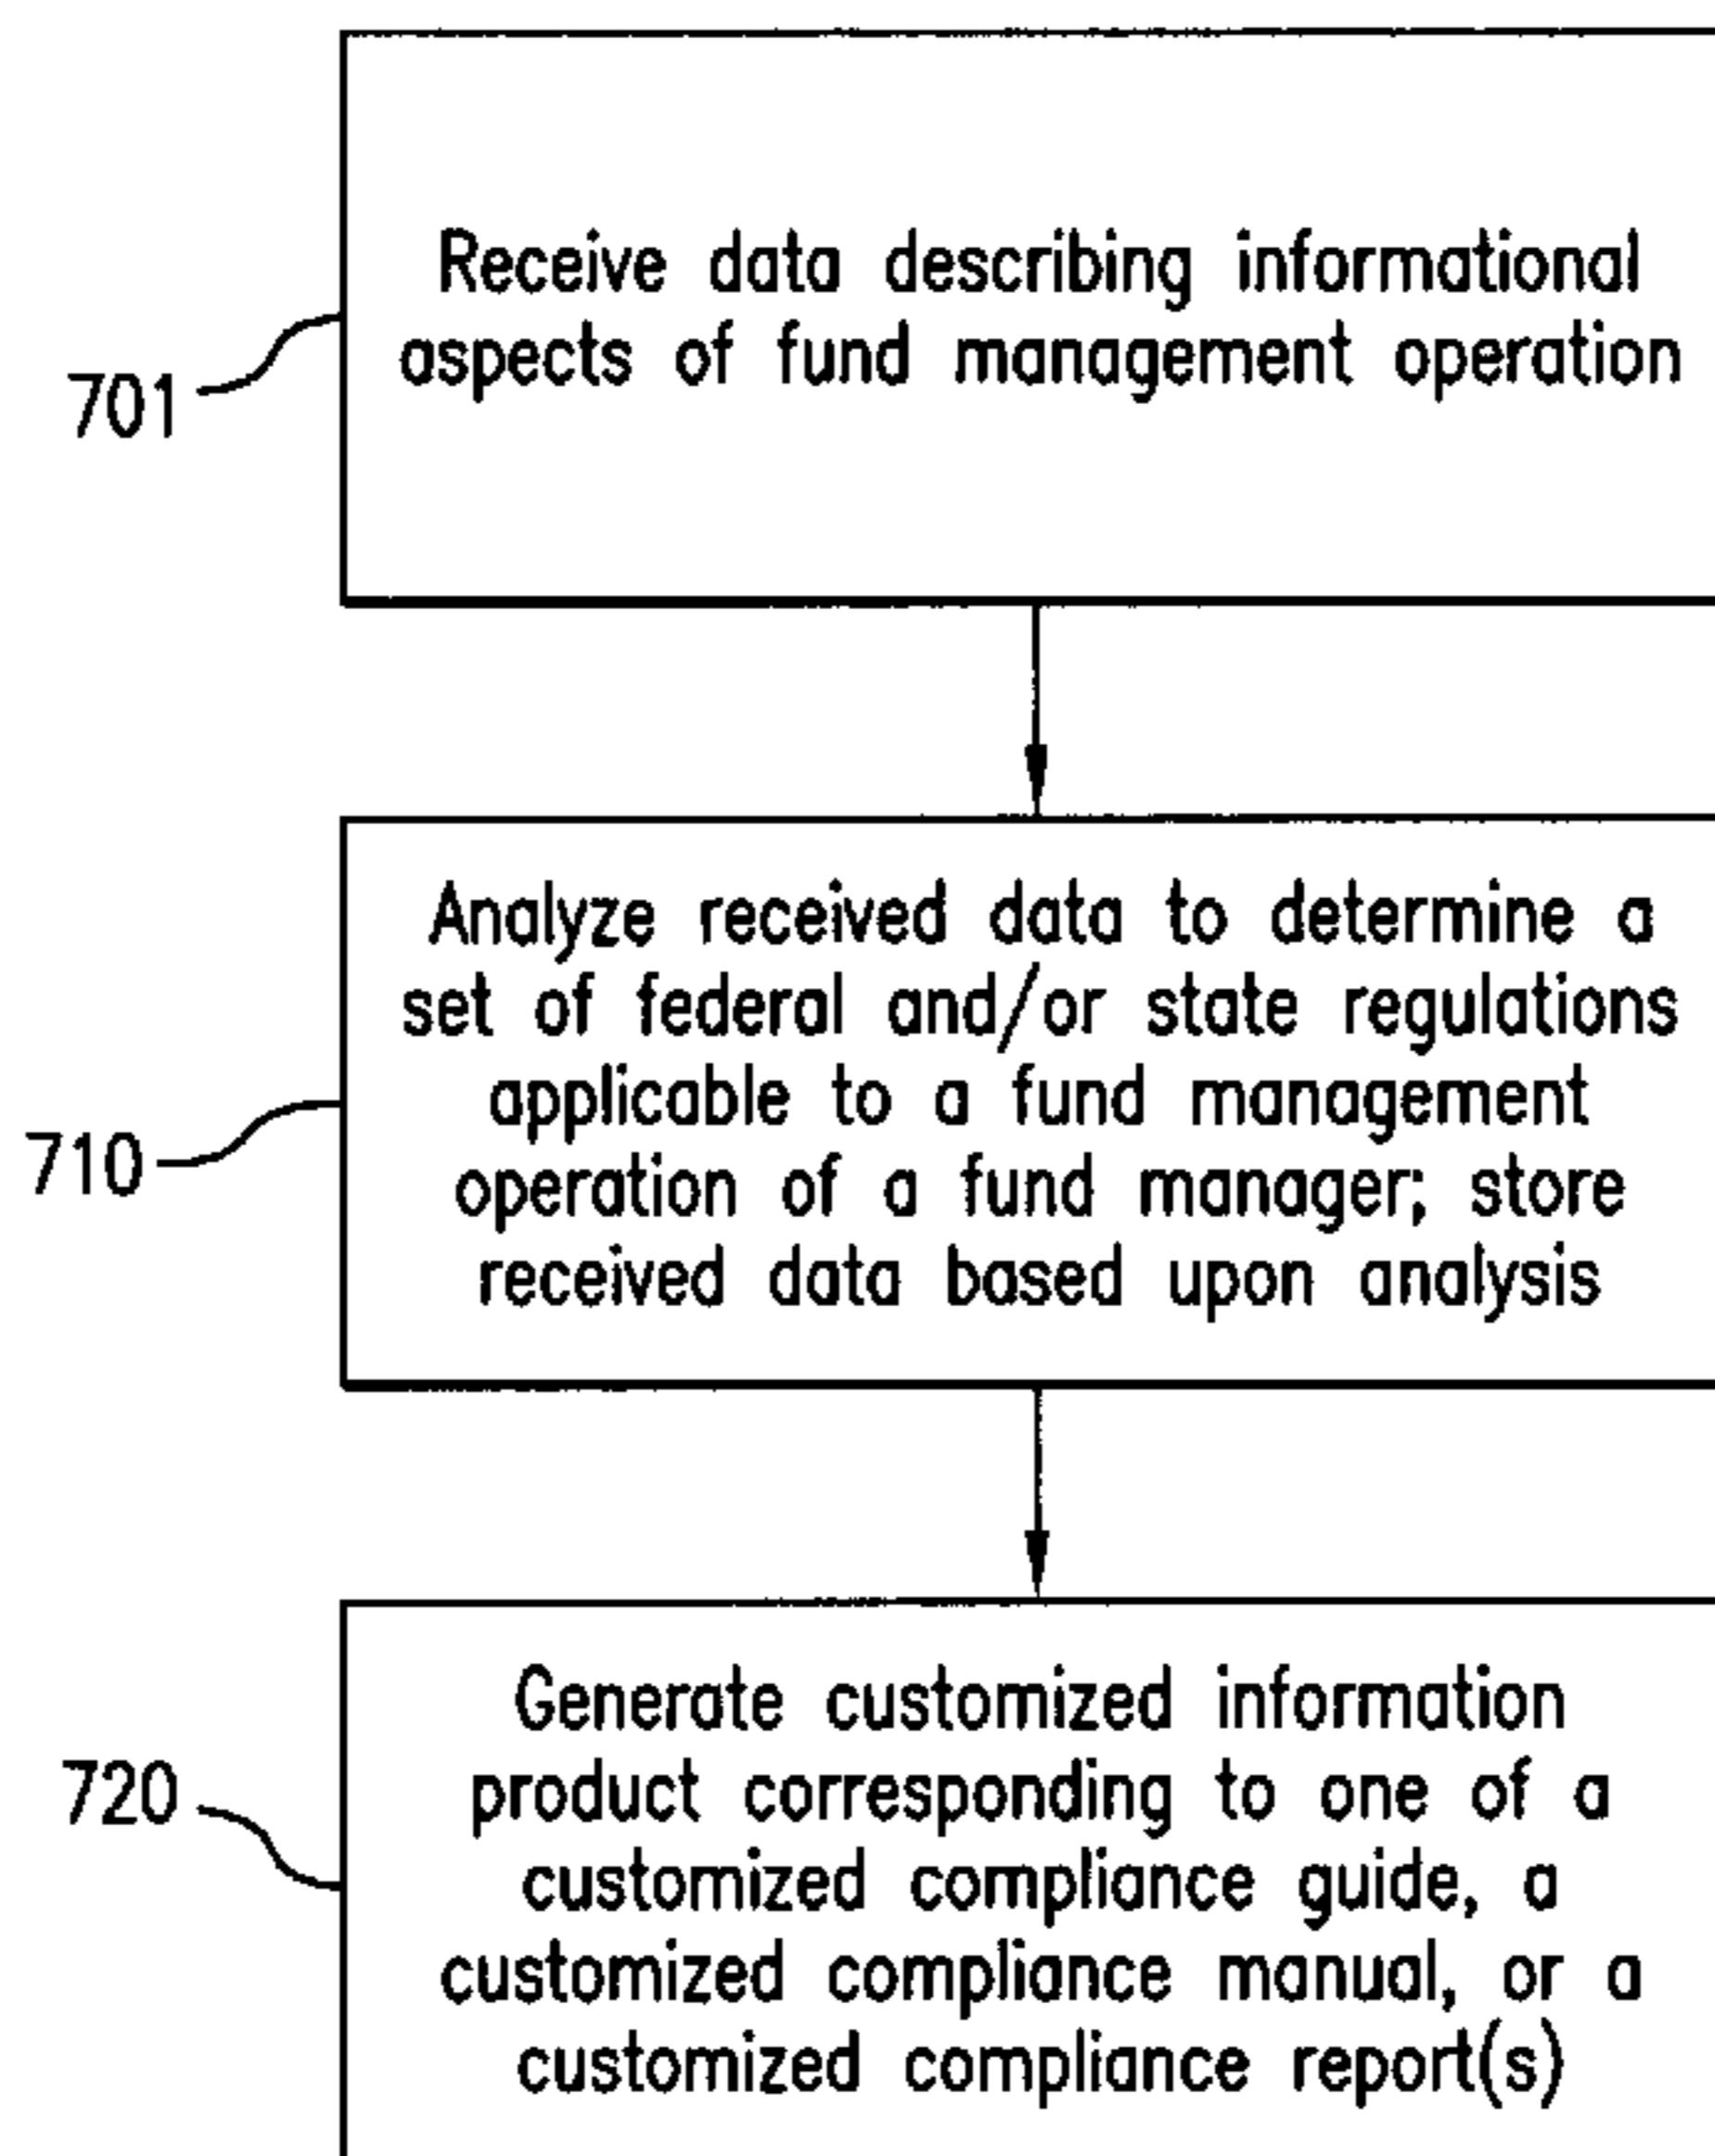 Receive data describing informational
aspects of fund management operation
701
Analyze received data to determine a
set of federal and/or state regulations
applicable to a fund management
operation of a fund manager; store
received data based upon analysis
710
Generate customized information
product corresponding to one of a
customized compliance guide, a
customized compliance manual, or a
customized compliance report(s)
720